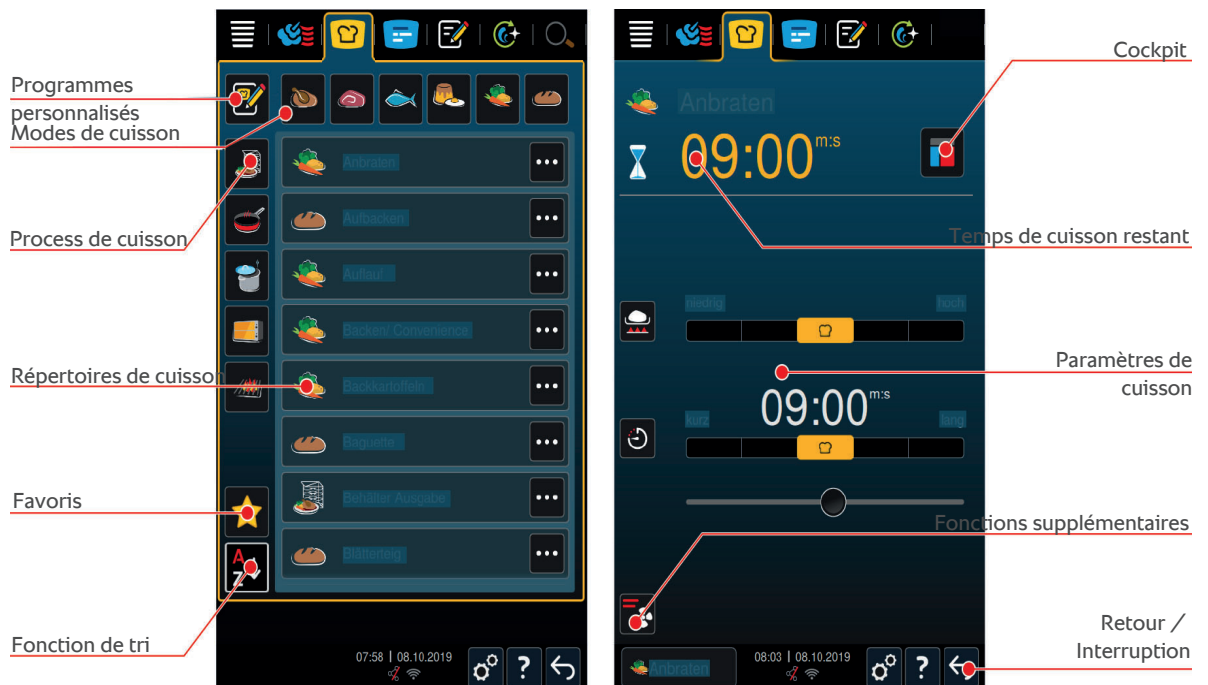 Programmes
personnalisés
Modes de cuisson
Process de cuisson
Répertoires de cuisson
Favoris
Fonction de tri
Anbraten
Aufbacken
Auflauf
Backen/ Convenience
Backkartoffeln
Baguette
Behälter Ausgabe
Blätterteig
A
Z
07:58 | 08.10.2019
?
Cockpit
Anbraten
09:00 m:s
Temps de cuisson restant
niedrig
hoch
Paramètres de
cuisson
09:00 m:s
kurz
lang
Fonctions supplémentaires
Retour /
Interruption
Anbraten
08:03 | 08.10.2019
?